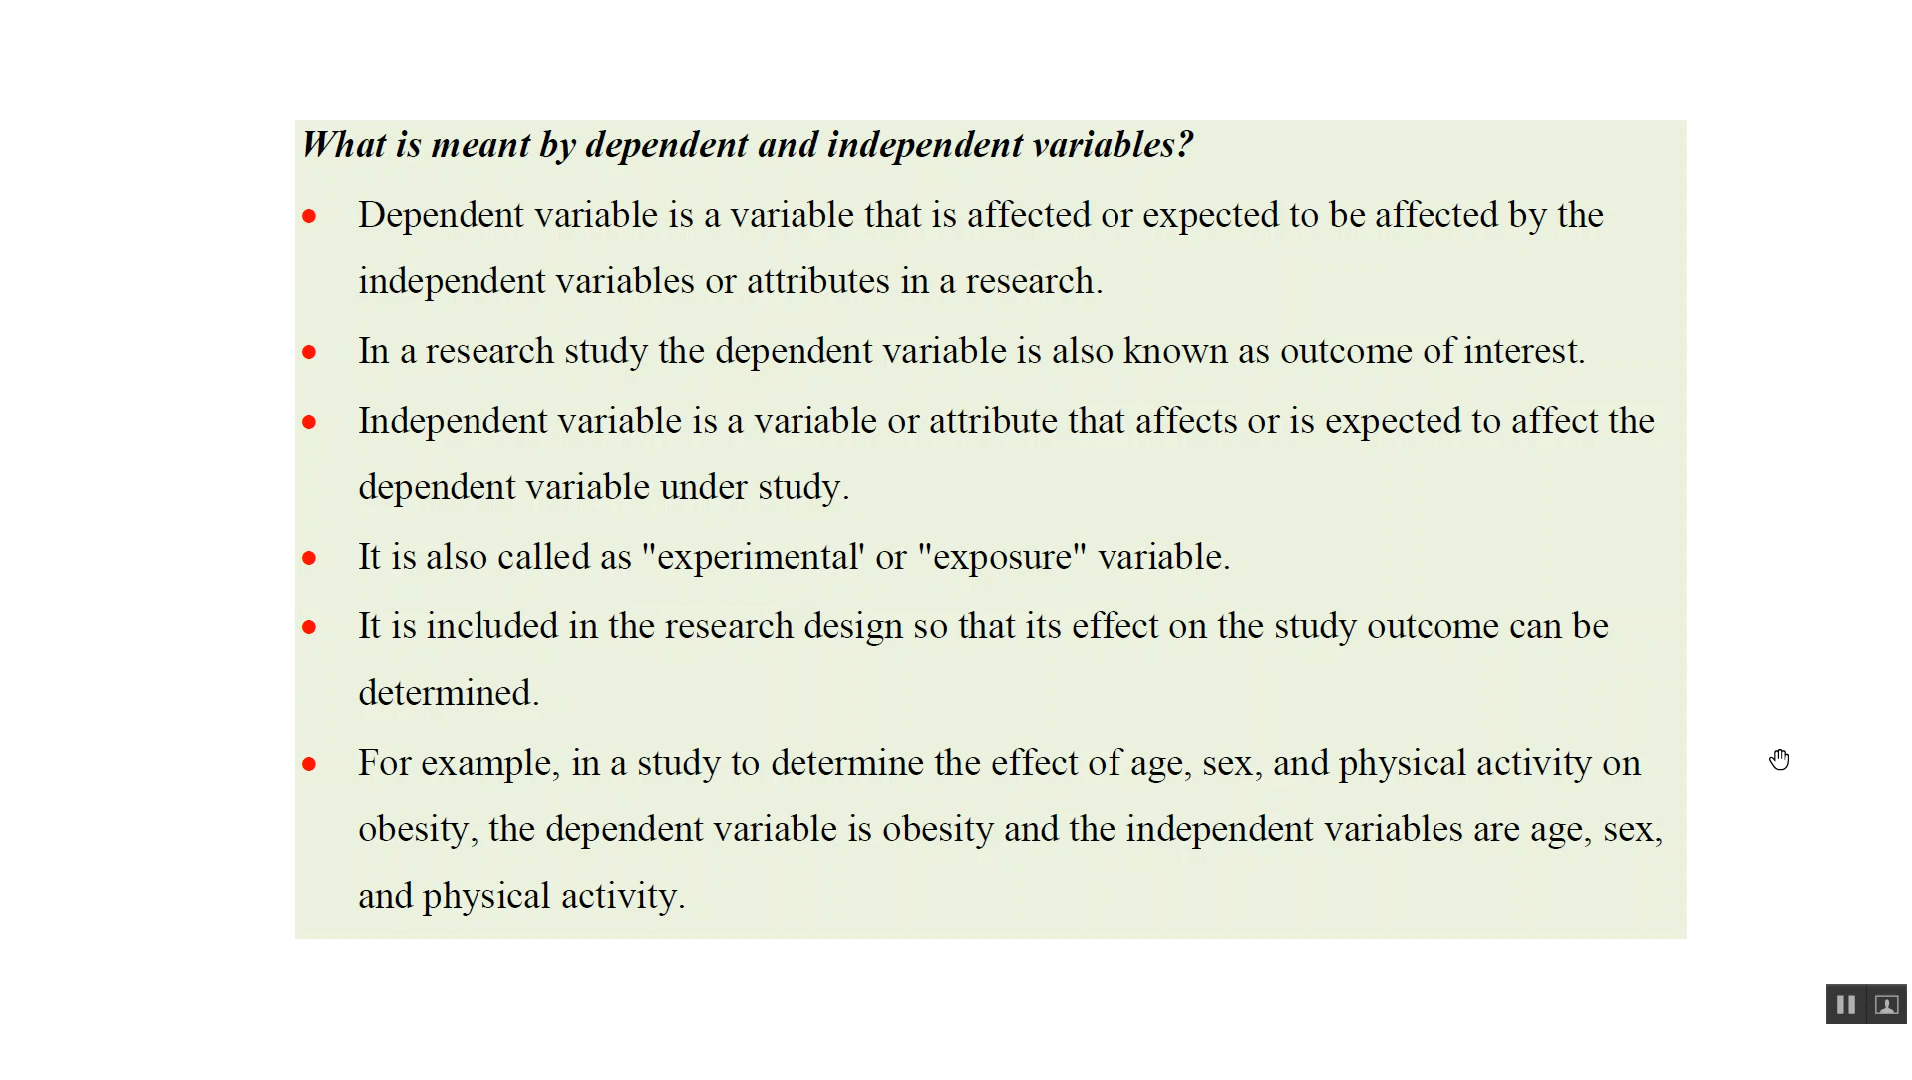 What is meant by dependent and independent variables?
• Dependent variable is a variable that is affected or expected to be affected by the
independent variables or attributes in a research.
• In a research study the dependent variable is also known as outcome of interest.
• Independent variable is a variable or attribute that affects or is expected to affect the
dependent variable under study.
• It is also called as "experimental' or "exposure" variable.
• It is included in the research design so that its effect on the study outcome can be
determined.
• For example, in a study to determine the effect of age, sex, and physical activity on
obesity, the dependent variable is obesity and the independent variables are age, sex,
and physical activity.